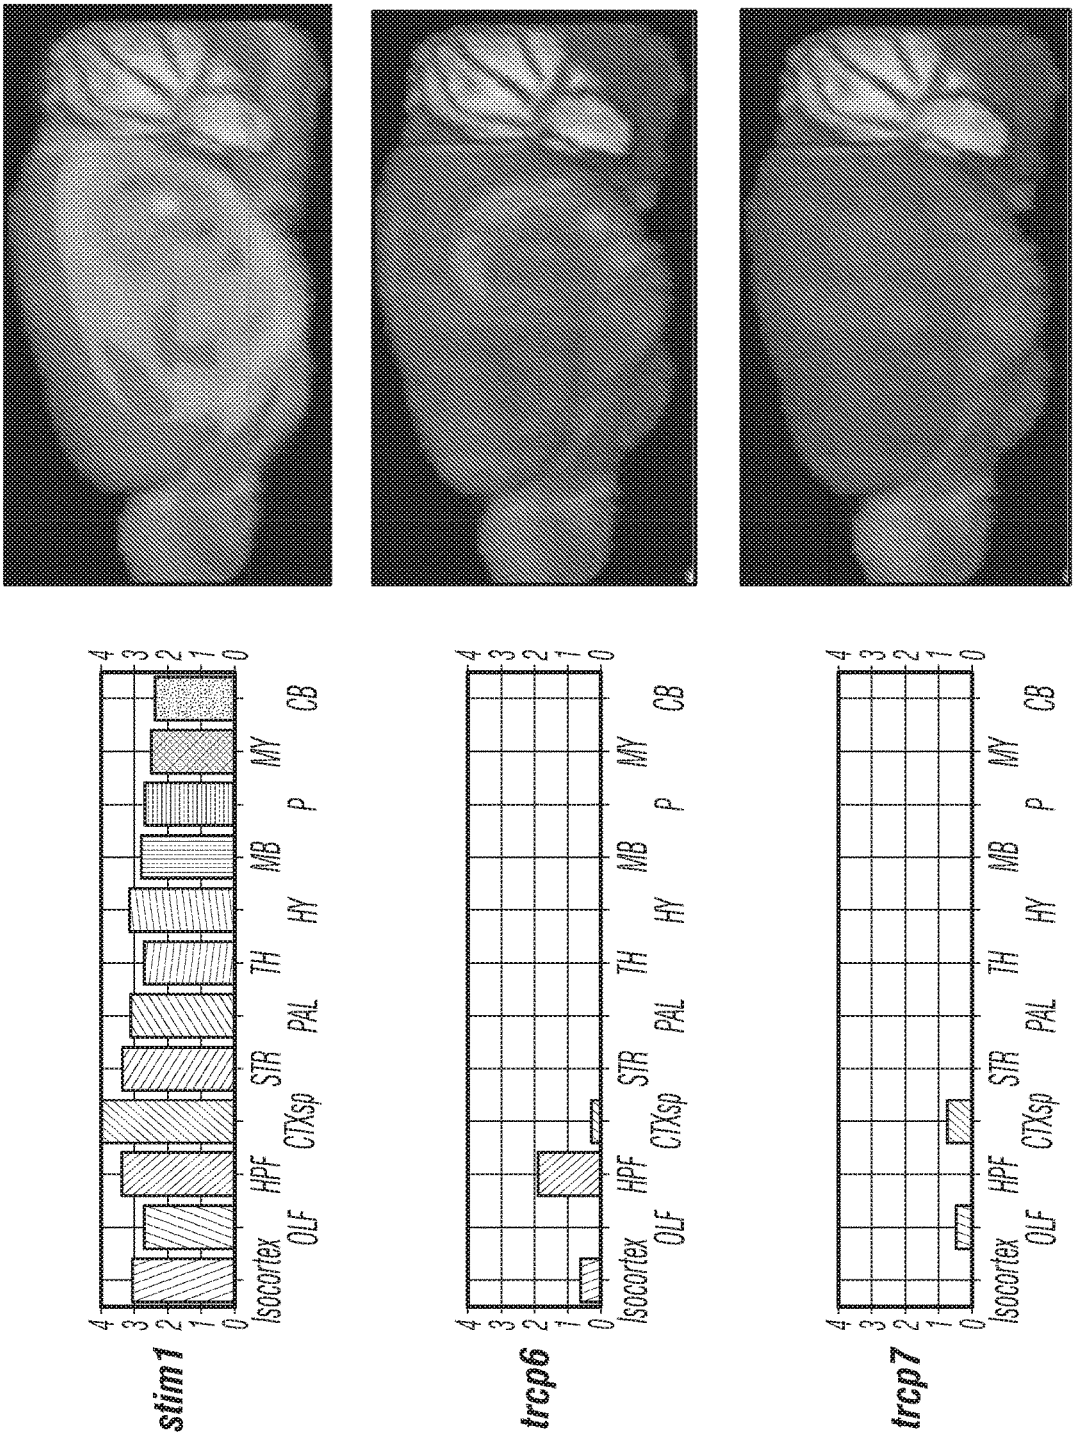 stim1
4
3
2
1
0
4
3
2
1
0
Isocortex
OLF
HPF
CTXsp
STR
PAL
TH
HY
MB
P
MY
CB
trcp6
4
3
2
1
0
4
3
2
1
0
Isocortex
OLF
HPF
CTXsp
STR
PAL
TH
HY
MB
P
MY
CB
trcp7
4
3
2
1
0
4
3
2
1
0
Isocortex
OLF
HPF
CTXsp
STR
PAL
TH
HY
MB
P
MY
CB